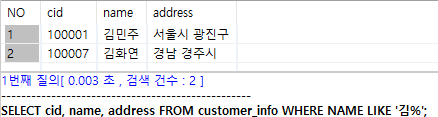 NO cid name address
1 100001 김민주 서울시 광진구
2 100007 김화연 경남 경주시
1번째 질의[ 0.003 초 , 검색 건수 : 2 ]
--------------------------------------------------
SELECT cid, name, address FROM customer_info WHERE NAME LIKE '김%';